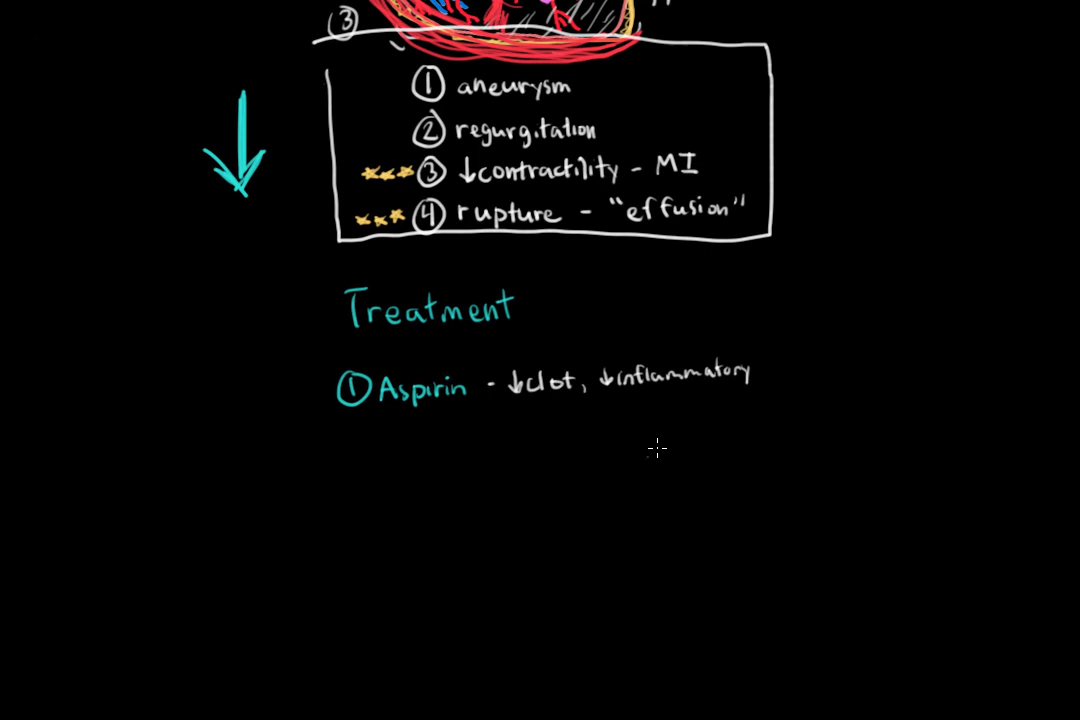 ③
① aneurysm
② regurgitation
*** ③ ↓contractility - MI
*** ④ rupture - "effusion"
Treatment
① Aspirin - ↓clot, ↓inflammatory